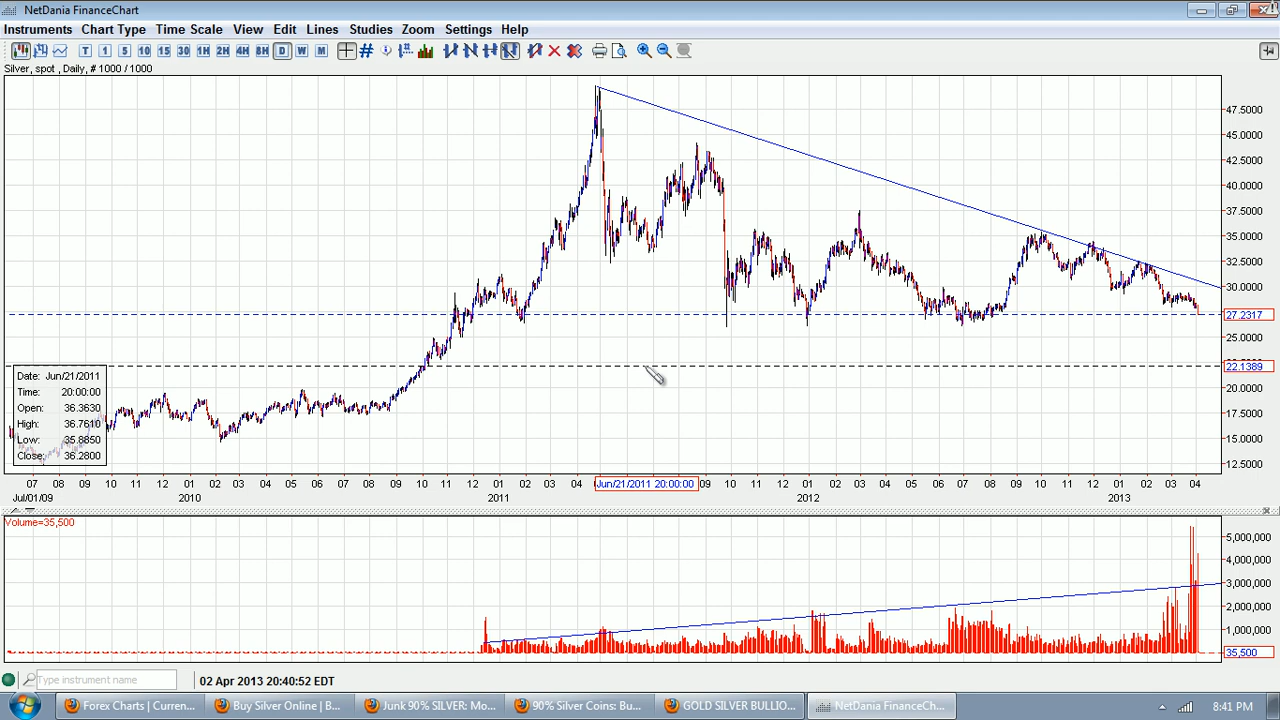 NetDania FinanceChart
Instruments Chart Type Time Scale View Edit Lines Studies Zoom Settings Help
T 1 5 10 15 30 1H 2H 4H 8H D W M
Silver, spot , Daily, # 1000 / 1000
47.5000
45.0000
42.5000
40.0000
37.5000
35.0000
32.5000
30.0000
27.2317
25.0000
22.1389
20.0000
17.5000
15.0000
12.5000
Date: Jun/21/2011
Time: 20:00:00
Open: 36.3630
High: 36.7610
Low: 35.8850
Close: 36.2800
07 08 09 10 11 12 01 02 03 04 05 06 07 08 09 10 11 12 01 02 03 04 Jun/21/2011 20:00:00 09 10 11 12 01 02 03 04 05 06 07 08 09 10 11 12 01 02 03 04
Jul/01/09 2010 2011 2012 2013
Volume=35,500
5,000,000
4,000,000
3,000,000
2,000,000
1,000,000
35,500
Type instrument name 02 Apr 2013 20:40:52 EDT
Forex Charts | Curren... Buy Silver Online | B... Junk 90% SILVER: Mo... 90% Silver Coins: Bu... GOLD SILVER BULLIO... NetDania FinanceCh... 8:41 PM